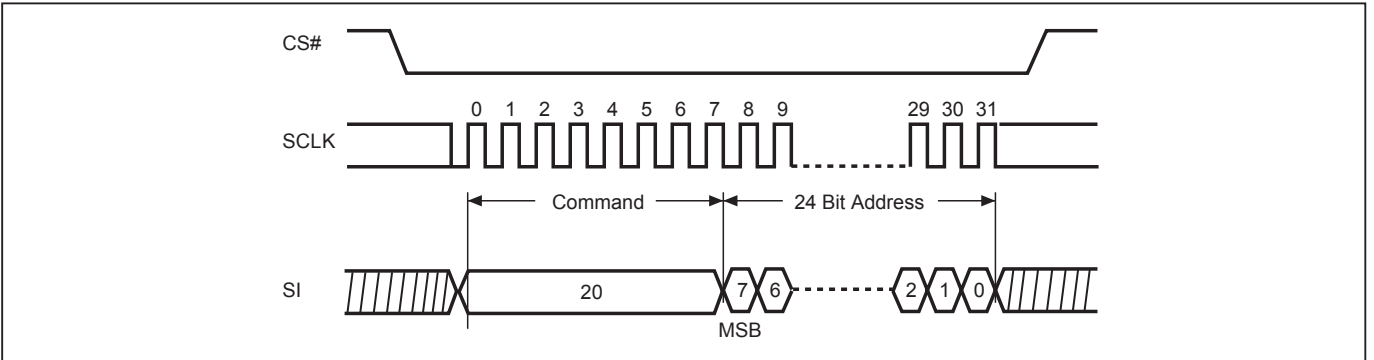 CS#
0 1 2 3 4 5 6 7 8 9 29 30 31
SCLK
Command 24 Bit Address
SI 20 7 6 2 1 0
MSB